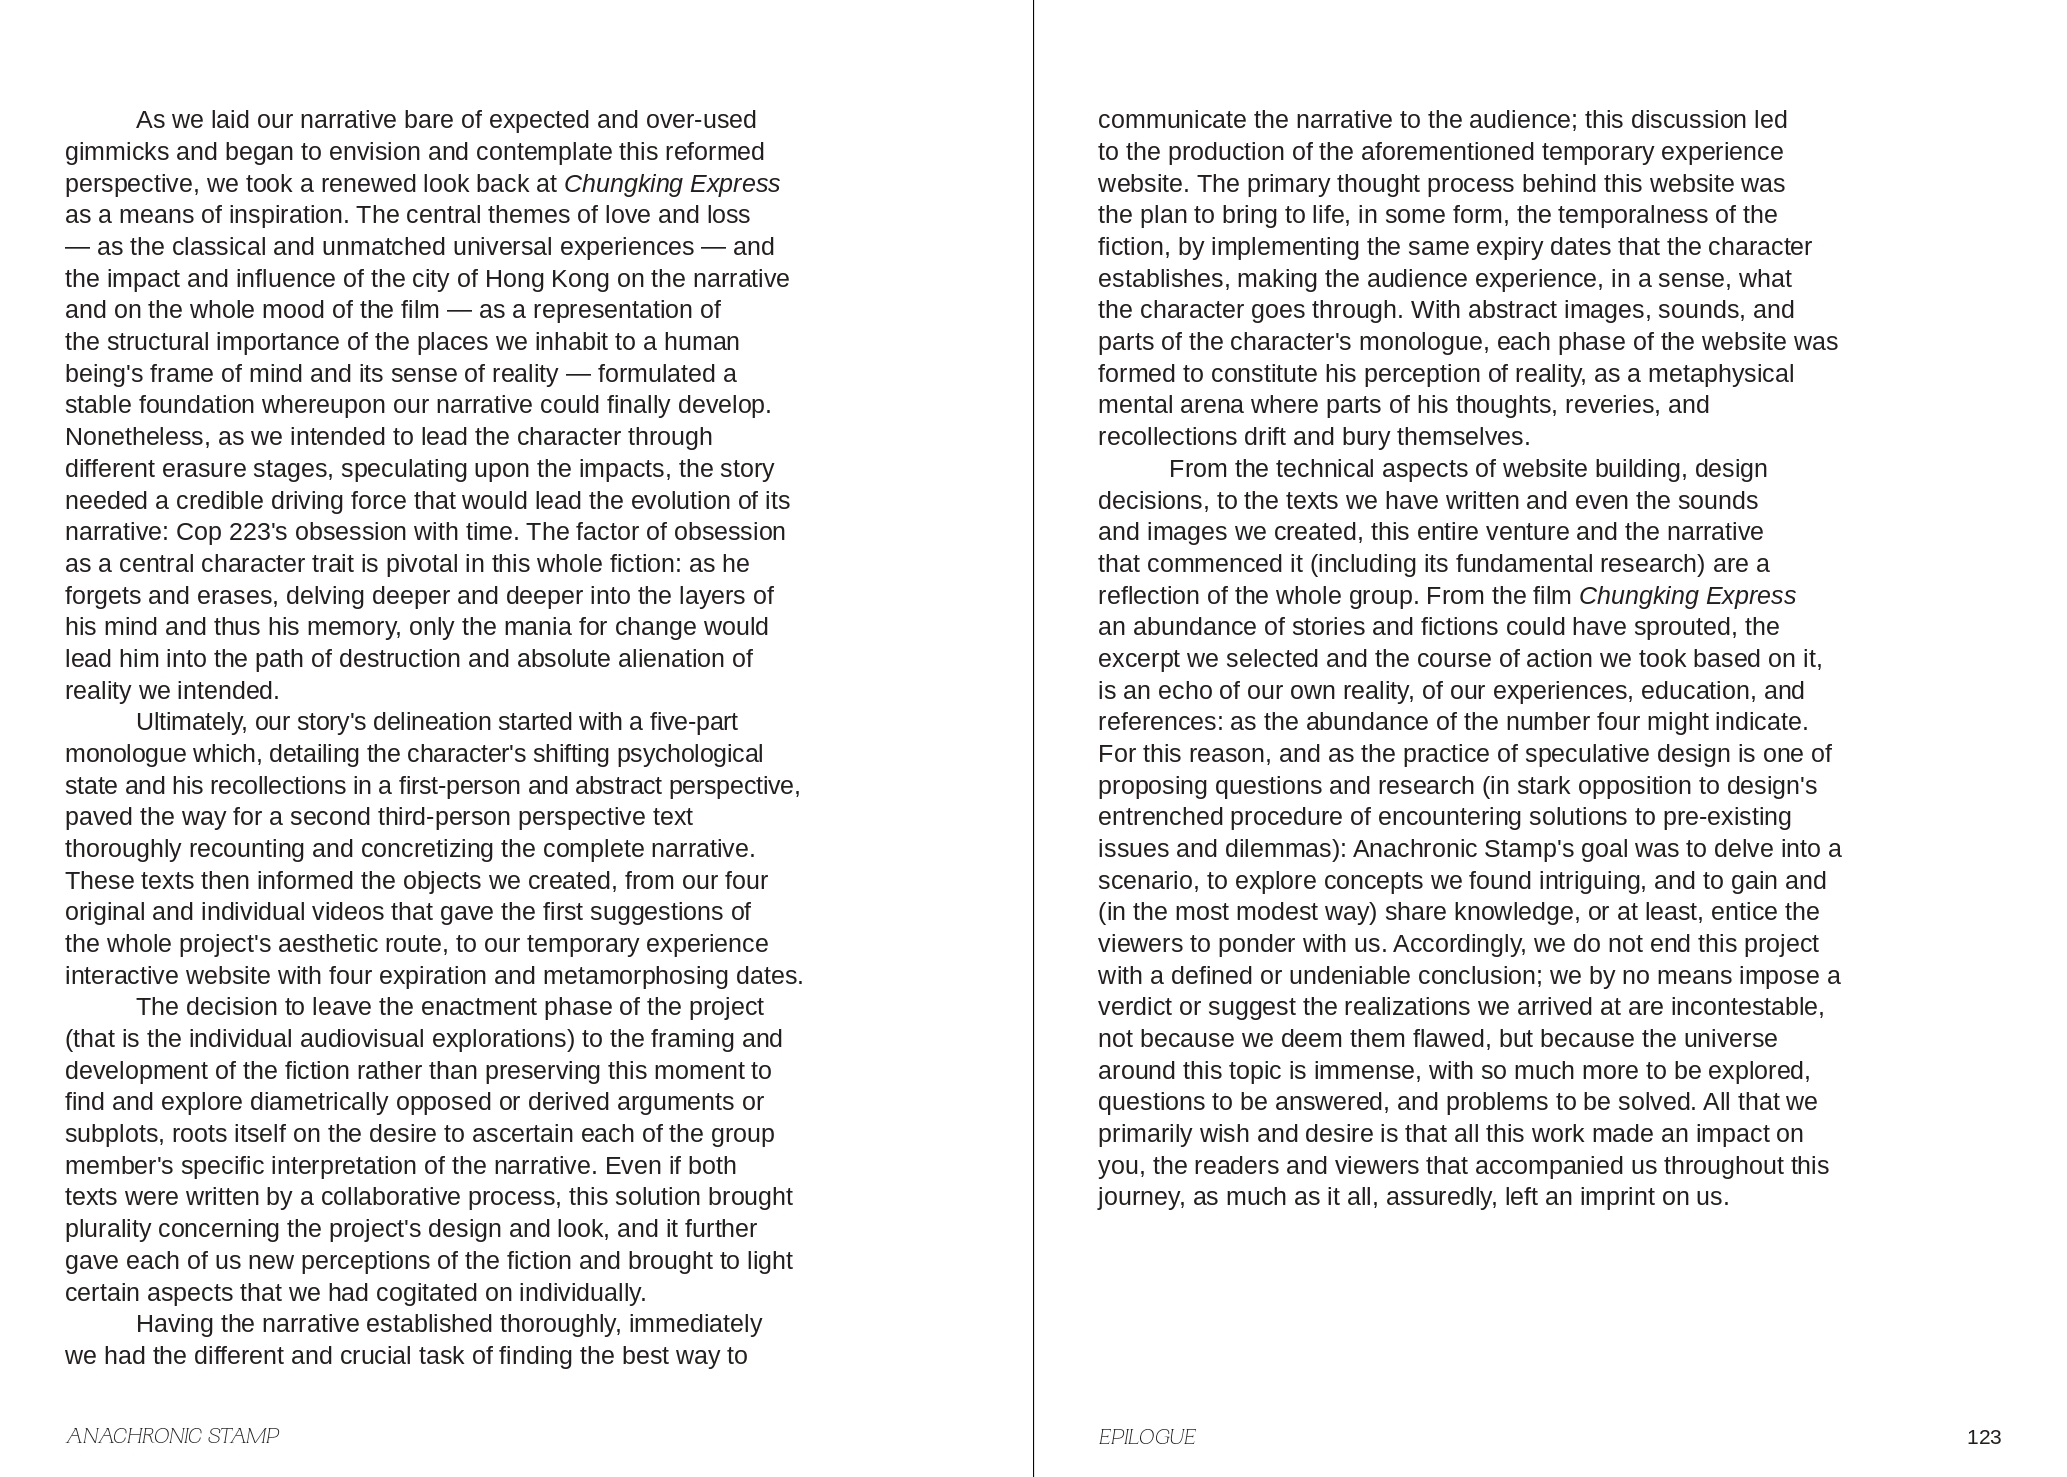 As we laid our narrative bare of expected and over-used
gimmicks and began to envision and contemplate this reformed
perspective, we took a renewed look back at Chungking Express
as a means of inspiration. The central themes of love and loss
— as the classical and unmatched universal experiences — and
the impact and influence of the city of Hong Kong on the narrative
and on the whole mood of the film — as a representation of
the structural importance of the places we inhabit to a human
being's frame of mind and its sense of reality — formulated a
stable foundation whereupon our narrative could finally develop.
Nonetheless, as we intended to lead the character through
different erasure stages, speculating upon the impacts, the story
needed a credible driving force that would lead the evolution of its
narrative: Cop 223's obsession with time. The factor of obsession
as a central character trait is pivotal in this whole fiction: as he
forgets and erases, delving deeper and deeper into the layers of
his mind and thus his memory, only the mania for change would
lead him into the path of destruction and absolute alienation of
reality we intended.
Ultimately, our story's delineation started with a five-part
monologue which, detailing the character's shifting psychological
state and his recollections in a first-person and abstract perspective,
paved the way for a second third-person perspective text
thoroughly recounting and concretizing the complete narrative.
These texts then informed the objects we created, from our four
original and individual videos that gave the first suggestions of
the whole project's aesthetic route, to our temporary experience
interactive website with four expiration and metamorphosing dates.
The decision to leave the enactment phase of the project
(that is the individual audiovisual explorations) to the framing and
development of the fiction rather than preserving this moment to
find and explore diametrically opposed or derived arguments or
subplots, roots itself on the desire to ascertain each of the group
member's specific interpretation of the narrative. Even if both
texts were written by a collaborative process, this solution brought
plurality concerning the project's design and look, and it further
gave each of us new perceptions of the fiction and brought to light
certain aspects that we had cogitated on individually.
Having the narrative established thoroughly, immediately
we had the different and crucial task of finding the best way to
ANACHRONIC STAMP
communicate the narrative to the audience; this discussion led
to the production of the aforementioned temporary experience
website. The primary thought process behind this website was
the plan to bring to life, in some form, the temporalness of the
fiction, by implementing the same expiry dates that the character
establishes, making the audience experience, in a sense, what
the character goes through. With abstract images, sounds, and
parts of the character's monologue, each phase of the website was
formed to constitute his perception of reality, as a metaphysical
mental arena where parts of his thoughts, reveries, and
recollections drift and bury themselves.
From the technical aspects of website building, design
decisions, to the texts we have written and even the sounds
and images we created, this entire venture and the narrative
that commenced it (including its fundamental research) are a
reflection of the whole group. From the film Chungking Express
an abundance of stories and fictions could have sprouted, the
excerpt we selected and the course of action we took based on it,
is an echo of our own reality, of our experiences, education, and
references: as the abundance of the number four might indicate.
For this reason, and as the practice of speculative design is one of
proposing questions and research (in stark opposition to design's
entrenched procedure of encountering solutions to pre-existing
issues and dilemmas): Anachronic Stamp's goal was to delve into a
scenario, to explore concepts we found intriguing, and to gain and
(in the most modest way) share knowledge, or at least, entice the
viewers to ponder with us. Accordingly, we do not end this project
with a defined or undeniable conclusion; we by no means impose a
verdict or suggest the realizations we arrived at are incontestable,
not because we deem them flawed, but because the universe
around this topic is immense, with so much more to be explored,
questions to be answered, and problems to be solved. All that we
primarily wish and desire is that all this work made an impact on
you, the readers and viewers that accompanied us throughout this
journey, as much as it all, assuredly, left an imprint on us.
EPILOGUE
123